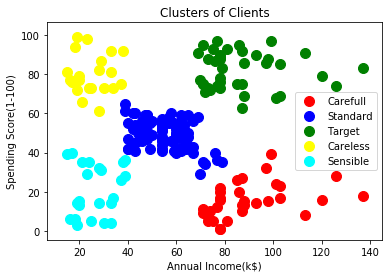 Clusters of Clients
Spending Score(1-100)
100
80
60
40
20
0
Carefull
Standard
Target
Careless
Sensible
20 40 60 80 100 120 140
Annual Income(k$)